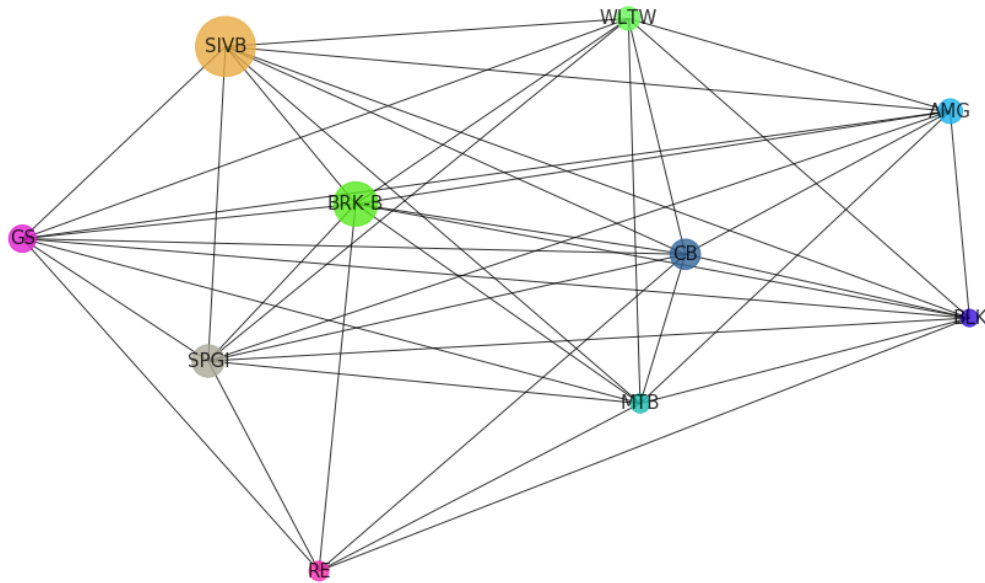 WLTW
SIVB
AMG
BRK-B
GS
CB
BLK
SPGI
MTB
RE